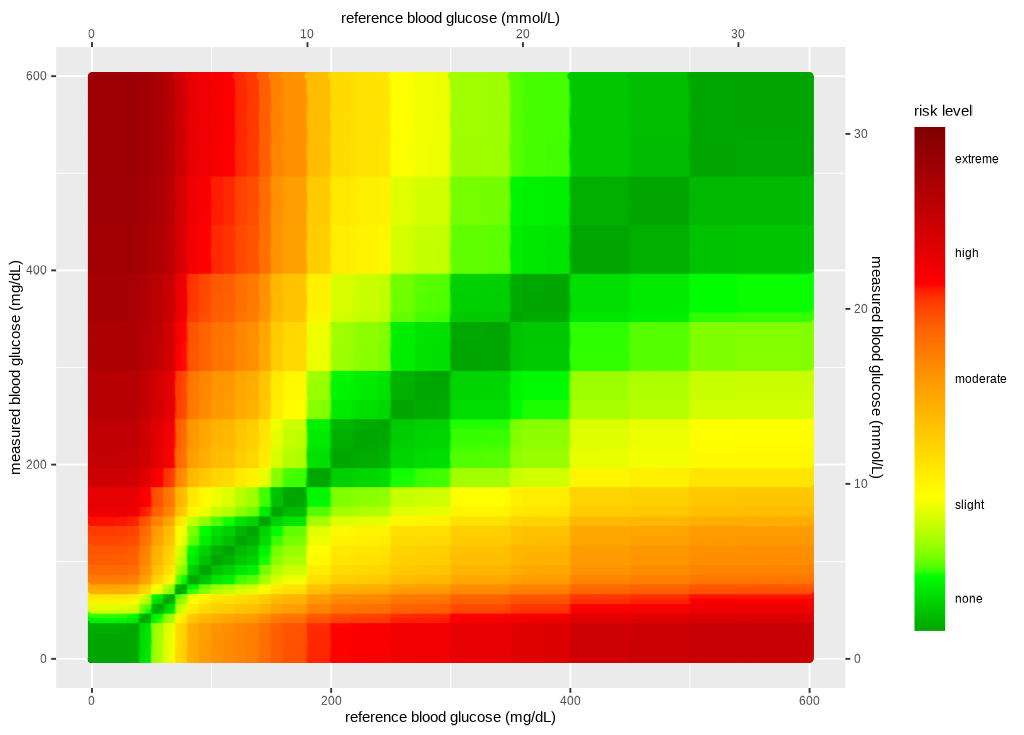 reference blood glucose (mmol/L)
0 10 20 30
measured blood glucose (mg/dL)
600
400
200
0
30
20
10
0
measured blood glucose (mmol/L)
0 200 400 600
reference blood glucose (mg/dL)
risk level
extreme
high
moderate
slight
none